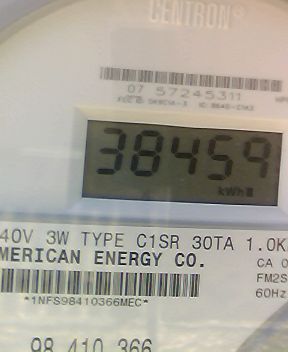 CENTRON®
07 57245311
38459
kWh
40V 3W TYPE C1SR 30TA 1.0K
MERICAN ENERGY CO.
CA 0
FM2S
60Hz
*1NFS98410366MEC*
98 410 366